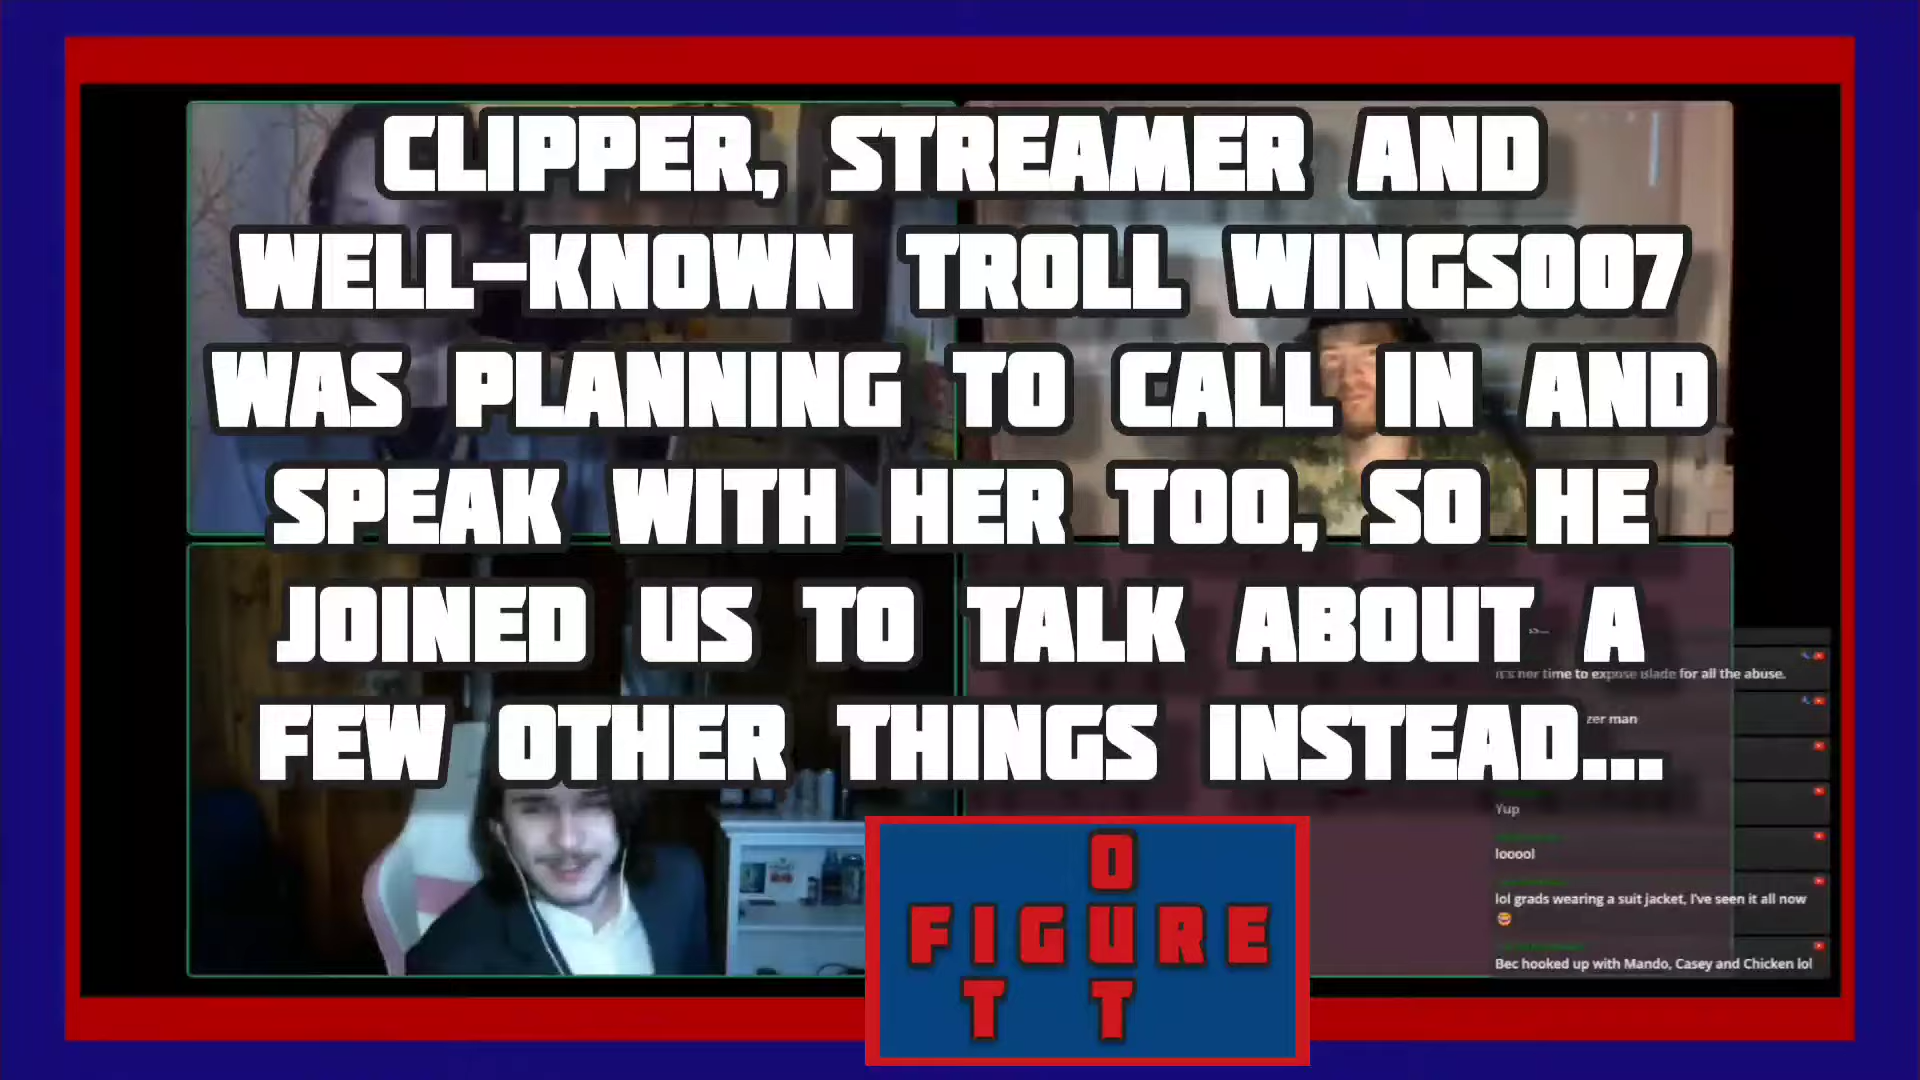 CLIPPER, STREAMER AND
WELL-KNOWN TROLL WINGS007
WAS PLANNING TO CALL IN AND
SPEAK WITH HER TOO, SO HE
JOINED US TO TALK ABOUT A
FEW OTHER THINGS INSTEAD...
time to expose Blade for all the abuse.
zer man
Yup
looool
lol grads wearing a suit jacket, I've seen it all now
Bec hooked up with Mando, Casey and Chicken lol
O
FIGURE
T T